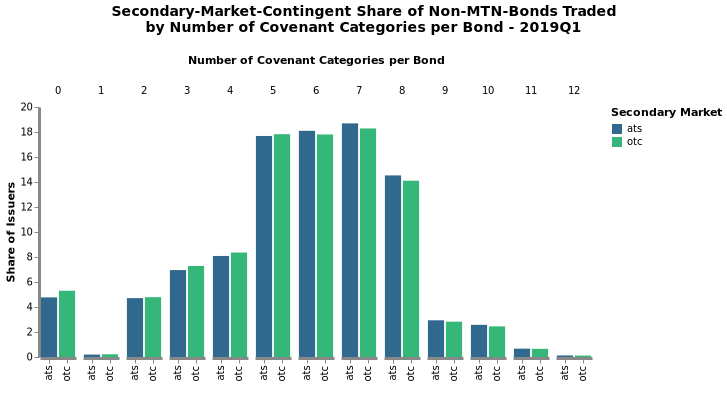 Secondary-Market-Contingent Share of Non-MTN-Bonds Traded
by Number of Covenant Categories per Bond - 2019Q1
Number of Covenant Categories per Bond
0 1 2 3 4 5 6 7 8 9 10 11 12
Secondary Market
ats
otc
Share of Issuers
20
18
16
14
12
10
8
6
4
2
0
ats otc ats otc ats otc ats otc ats otc ats otc ats otc ats otc ats otc ats otc ats otc ats otc ats otc